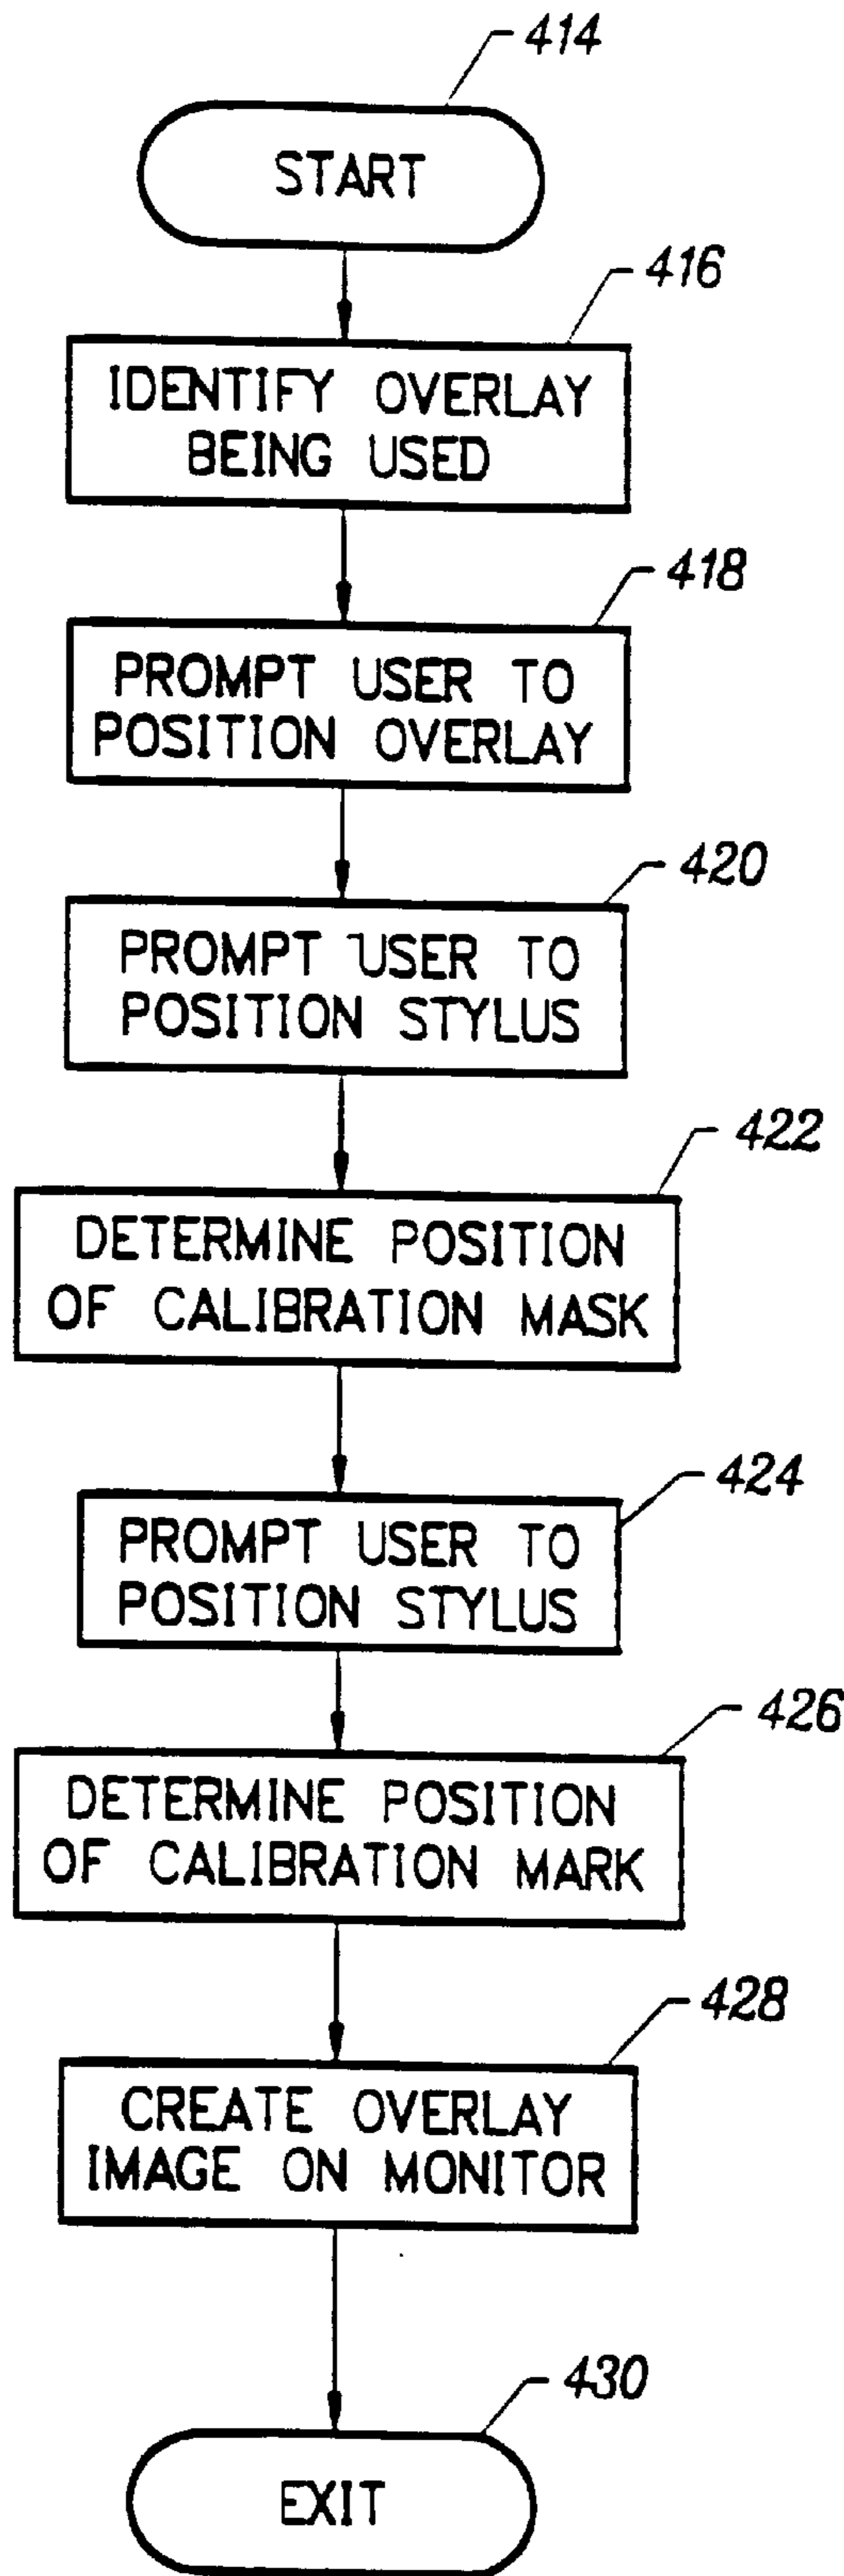 414
START
416
IDENTIFY OVERLAY
BEING USED
418
PROMPT USER TO
POSITION OVERLAY
420
PROMPT USER TO
POSITION STYLUS
422
DETERMINE POSITION
OF CALIBRATION MASK
424
PROMPT USER TO
POSITION STYLUS
426
DETERMINE POSITION
OF CALIBRATION MARK
428
CREATE OVERLAY
IMAGE ON MONITOR
430
EXIT